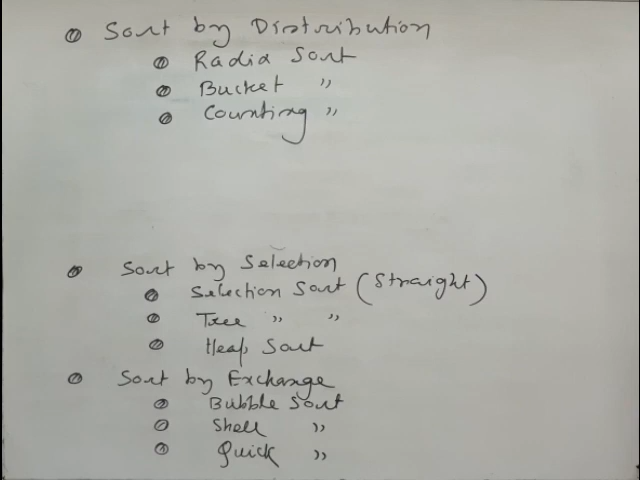 Sort by Distribution
Radix Sort
Bucket "
Counting "
Sort by Selection
Selection Sort (Straight)
Tree " "
Heap Sort
Sort by Exchange
Bubble Sort
Shell "
Quick "